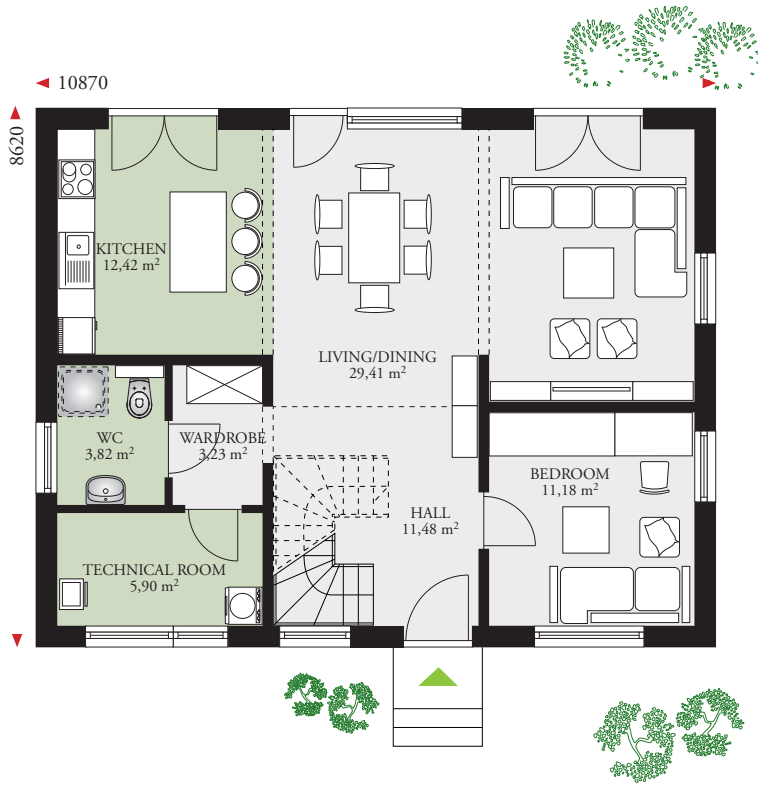 10870
8620
KITCHEN
12,42 m²
LIVING/DINING
29,41 m²
WC
3,82 m²
WARDROBE
3,23 m²
BEDROOM
11,18 m²
HALL
11,48 m²
TECHNICAL ROOM
5,90 m²